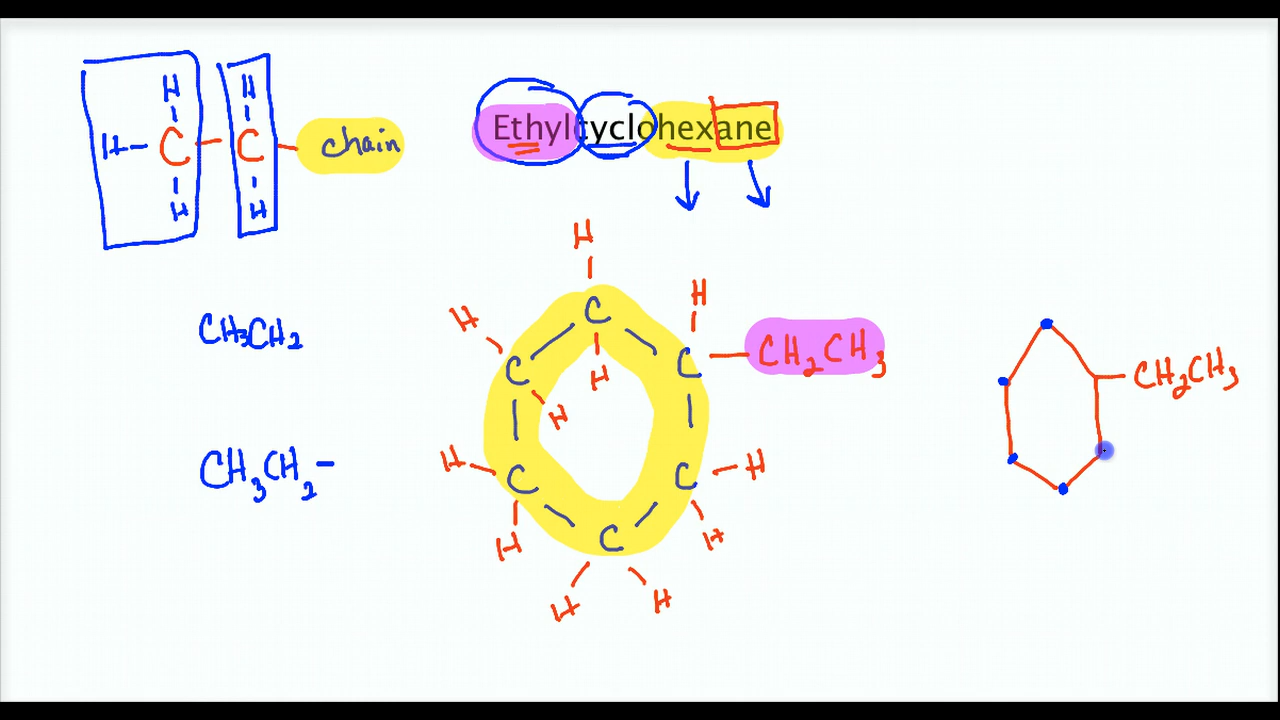 Ethylcyclohexane
H H
H-C-C-chain
H H
CH3CH2
CH3CH2-
H
H H
C
C C-CH2CH3
H
H
H-C C-H
H H
C
H H
CH2CH3